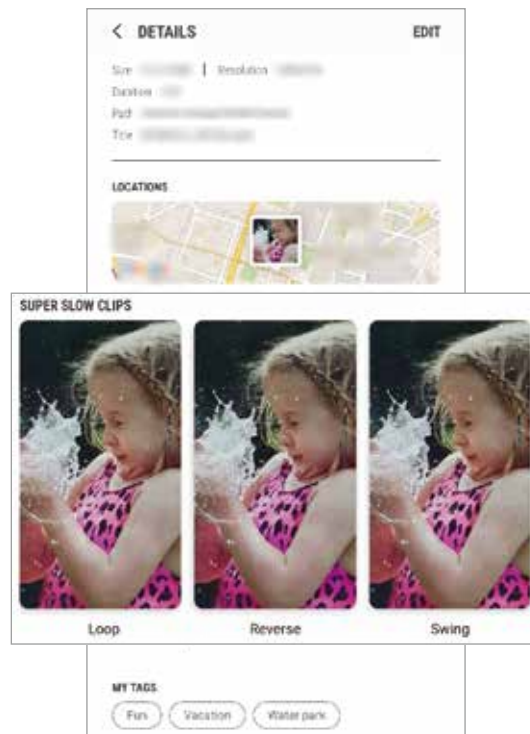 DETAILS EDIT
Size | Resolution
Duration
Path
Title
LOCATIONS
SUPER SLOW CLIPS
Loop Reverse Swing
MY TAGS
Fun Vacation Water park